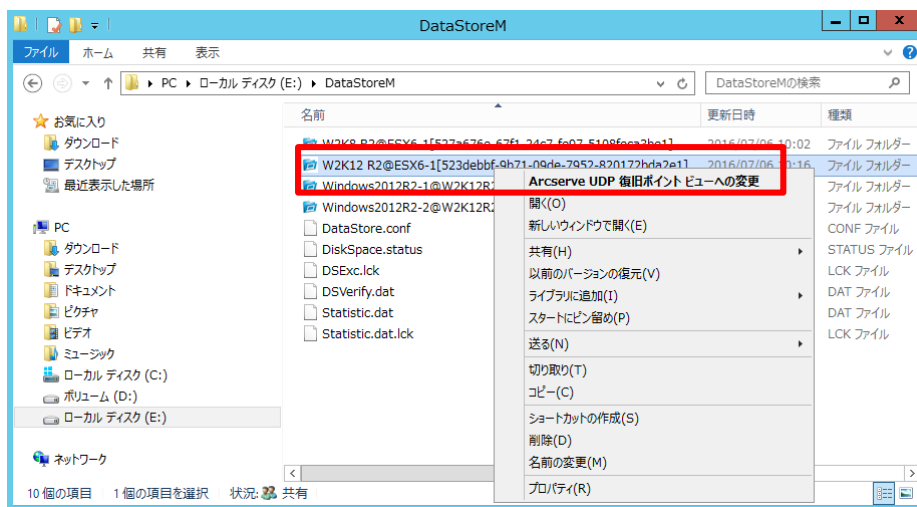 DataStoreM
ファイル ホーム 共有 表示
PC ローカル ディスク (E:) DataStoreM
DataStoreMの検索
お気に入り
ダウンロード
デスクトップ
最近表示した場所
PC
ダウンロード
デスクトップ
ドキュメント
ピクチャ
ビデオ
ミュージック
ローカル ディスク (C:)
ボリューム (D:)
ローカル ディスク (E:)
ネットワーク
名前 更新日時 種類
10:02 ファイル フォルダー
W2K12 R2@ESX6-1[523debbf-9b71-09de-7952-820172bda2e1] 2016/07/06 10:16 ファイル フォルダー
Windows2012R2-1@W2K12R2 ファイル フォルダー
Windows2012R2-2@W2K12R2 ファイル フォルダー
DataStore.conf CONF ファイル
DiskSpace.status STATUS ファイル
DSExc.lck LCK ファイル
DSVerify.dat DAT ファイル
Statistic.dat DAT ファイル
Statistic.dat.lck LCK ファイル
Arcserve UDP 復旧ポイント ビューへの変更
開く(O)
新しいウィンドウで開く(E)
共有(H)
以前のバージョンの復元(V)
ライブラリに追加(I)
スタートにピン留め(P)
送る(N)
切り取り(T)
コピー(C)
ショートカットの作成(S)
削除(D)
名前の変更(M)
プロパティ(R)
10 個の項目 1 個の項目を選択 状況: 共有